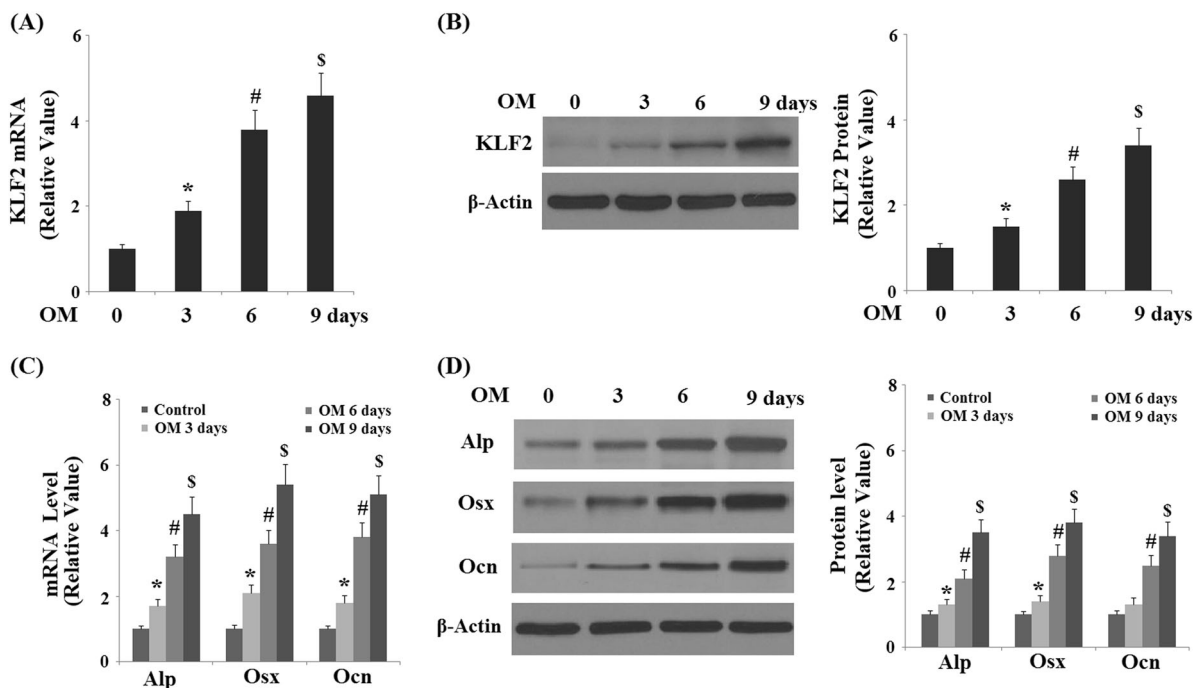 (A)
6
4
2
0
KLF2 mRNA
(Relative Value)
*
#
$
OM 0 3 6 9 days
(B)
OM 0 3 6 9 days
KLF2
β-Actin
6
4
2
0
KLF2 Protein
(Relative Value)
*
#
$
OM 0 3 6 9 days
(C)
8
6
4
2
0
mRNA Level
(Relative Value)
Control OM 6 days
OM 3 days OM 9 days
* # $ * # $ * # $
Alp Osx Ocn
(D)
OM 0 3 6 9 days
Alp
Osx
Ocn
β-Actin
8
6
4
2
0
Protein level
(Relative Value)
Control OM 6 days
OM 3 days OM 9 days
* # $ * # $ # $
Alp Osx Ocn